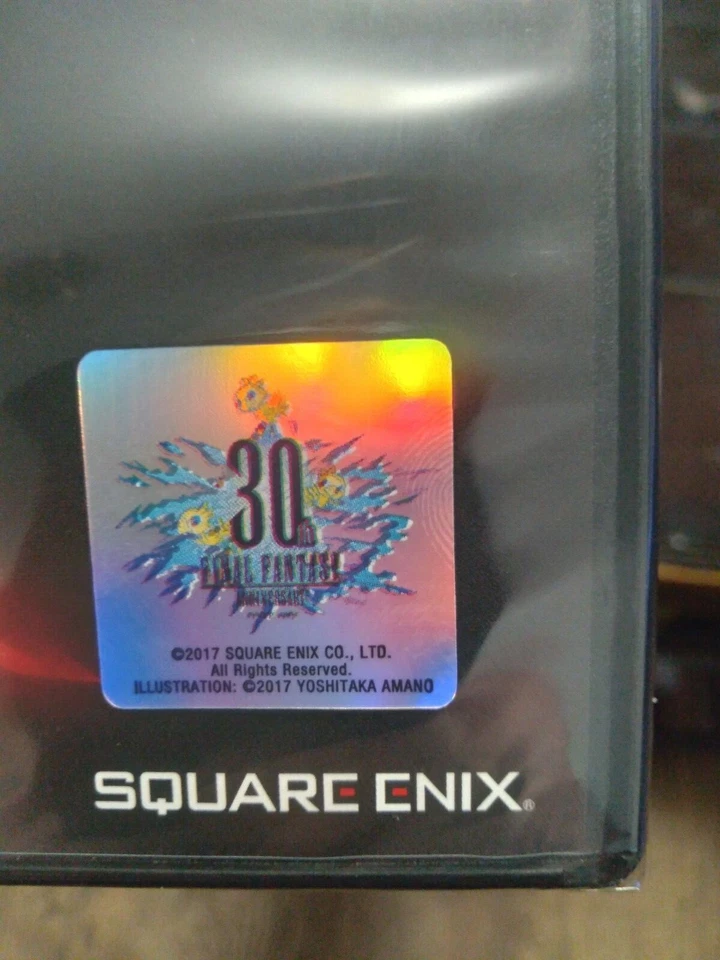 30th
FINAL FANTASY
ANNIVERSARY
©2017 SQUARE ENIX CO., LTD.
All Rights Reserved.
ILLUSTRATION: ©2017 YOSHITAKA AMANO
SQUARE ENIX®